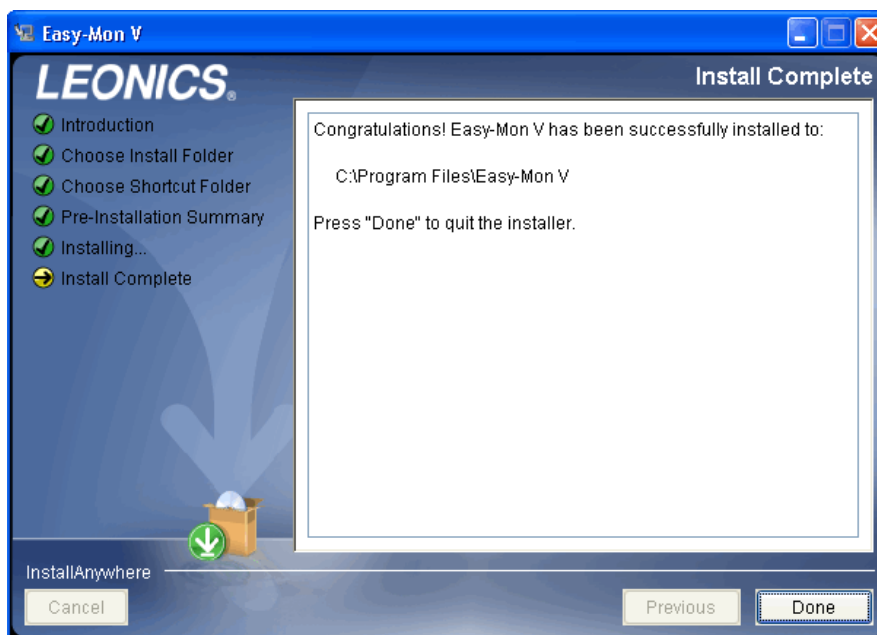 Easy-Mon V
LEONICS®
Install Complete
Introduction
Choose Install Folder
Choose Shortcut Folder
Pre-Installation Summary
Installing...
Install Complete
Congratulations! Easy-Mon V has been successfully installed to:
C:\Program Files\Easy-Mon V
Press "Done" to quit the installer.
InstallAnywhere
Cancel
Previous
Done